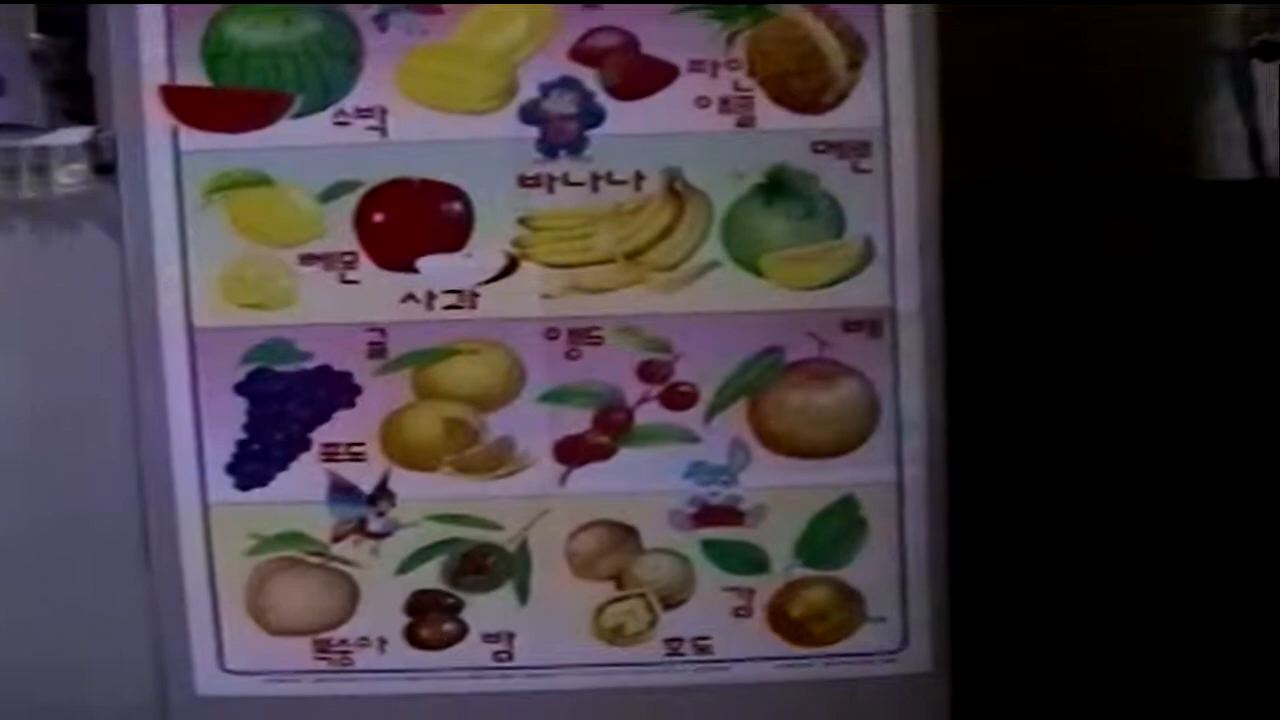 수박
파인
애플
레몬
사과
바나나
메론
포도
귤
앵두
배
복숭아
밤
호도
감